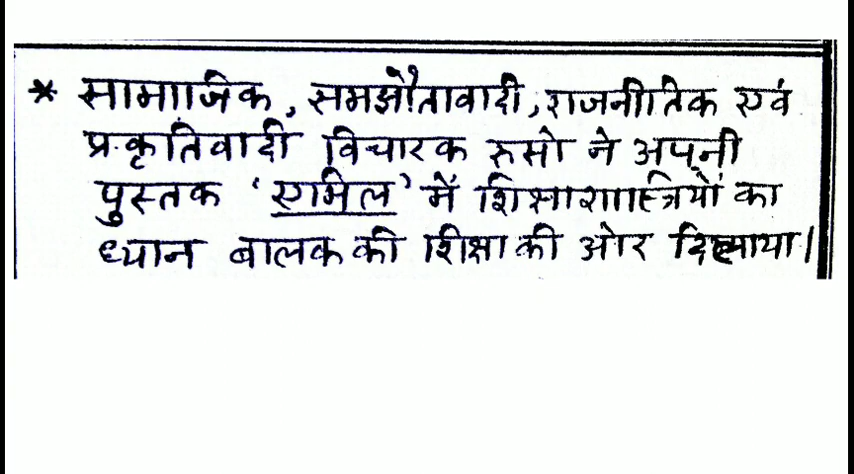 * सामाजिक, समझौतावादी, राजनीतिक एवं
प्रकृतिवादी विचारक रुसो ने अपनी
पुस्तक ‘एमिल’ में शिक्षाशास्त्रियों का
ध्यान बालक की शिक्षा की ओर दिलाया।